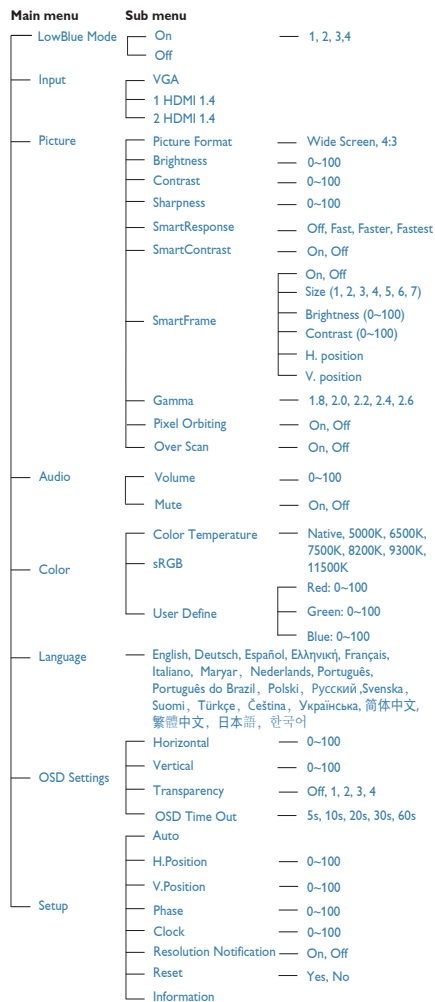 Main menu Sub menu
LowBlue Mode On 1, 2, 3,4
Off
Input VGA
1 HDMI 1.4
2 HDMI 1.4
Picture Picture Format Wide Screen, 4:3
Brightness 0~100
Contrast 0~100
Sharpness 0~100
SmartResponse Off, Fast, Faster, Fastest
SmartContrast On, Off
On, Off
Size (1, 2, 3, 4, 5, 6, 7)
Brightness (0~100)
SmartFrame
Contrast (0~100)
H. position
V. position
Gamma 1.8, 2.0, 2.2, 2.4, 2.6
Pixel Orbiting On, Off
Over Scan On, Off
Audio Volume 0~100
Mute On, Off
Color Temperature Native, 5000K, 6500K,
7500K, 8200K, 9300K,
11500K
sRGB
Color
Red: 0~100
User Define Green: 0~100
Blue: 0~100
Language English, Deutsch, Español, Ελληνική, Français,
Italiano, Maryar, Nederlands, Português,
Português do Brazil, Polski, Русский ,Svenska,
Suomi, Türkçe, Čeština, Українська, 简体中文,
繁體中文, 日本語, 한국어
Horizontal 0~100
Vertical 0~100
OSD Settings
Transparency Off, 1, 2, 3, 4
OSD Time Out 5s, 10s, 20s, 30s, 60s
Auto
H.Position 0~100
V.Position 0~100
Setup
Phase 0~100
Clock 0~100
Resolution Notification On, Off
Reset Yes, No
Information